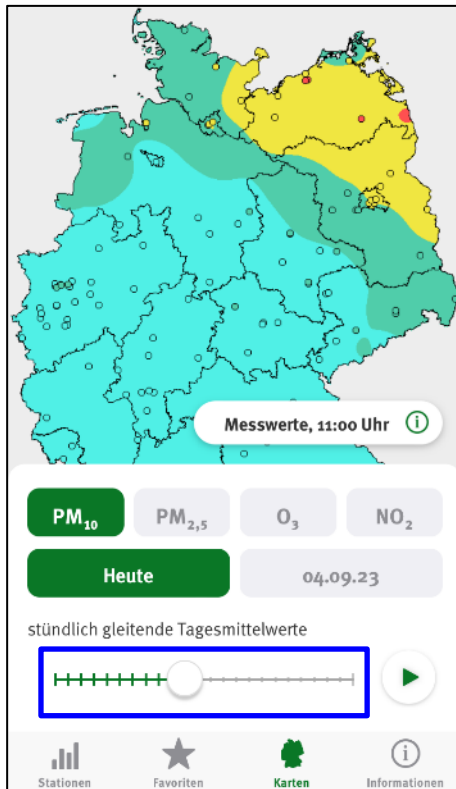 Messwerte, 11:00 Uhr i
PM10 PM2,5 O3 NO2
Heute 04.09.23
stündlich gleitende Tagesmittelwerte
Stationen Favoriten Karten Informationen